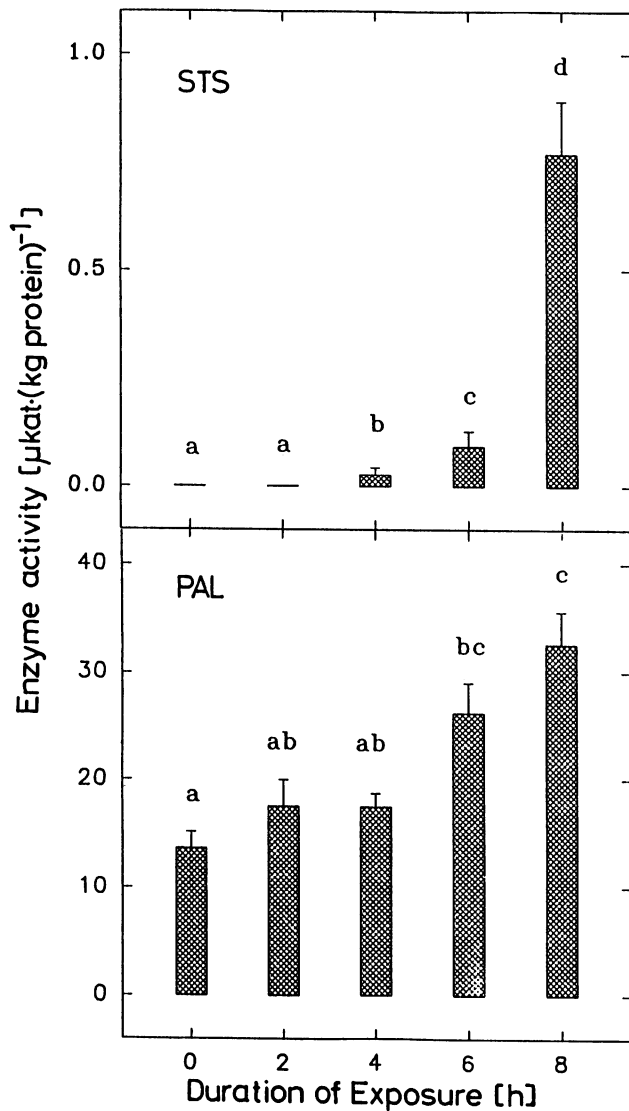 1.0
STS
d
0.5
c
b
a a
0.0
Enzyme activity [µkat·(kg protein)⁻¹]
40
PAL
c
bc
30
ab ab
20
a
10
0
0 2 4 6 8
Duration of Exposure [h]